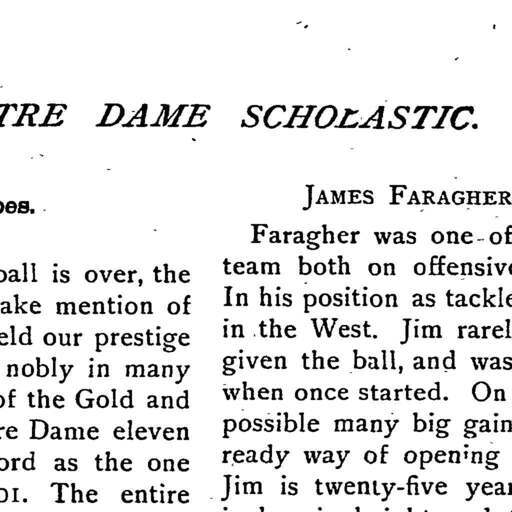 TRE DAME SCHOLASTIC.
oes.
ball is over, the
ake mention of
eld our prestige
nobly in many
of the Gold and
re Dame eleven
ord as the one
OI. The entire
JAMES FARAGHER
Faragher was one of
team both on offensive
In his position as tackle
in the West. Jim rarel
given the ball, and was
when once started. On
possible many big gain
ready way of opening
Jim is twenty-five year